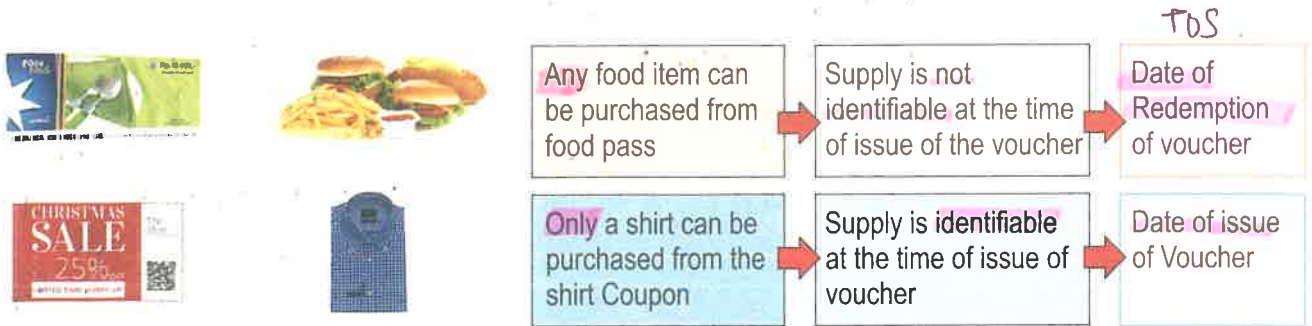 TOS
Any food item can
be purchased from
food pass
Supply is not
identifiable at the time
of issue of the voucher
Date of
Redemption
of voucher
CHRISTMAS
SALE
25%
Only a shirt can be
purchased from the
shirt Coupon
Supply is identifiable
at the time of issue of
voucher
Date of issue
of Voucher